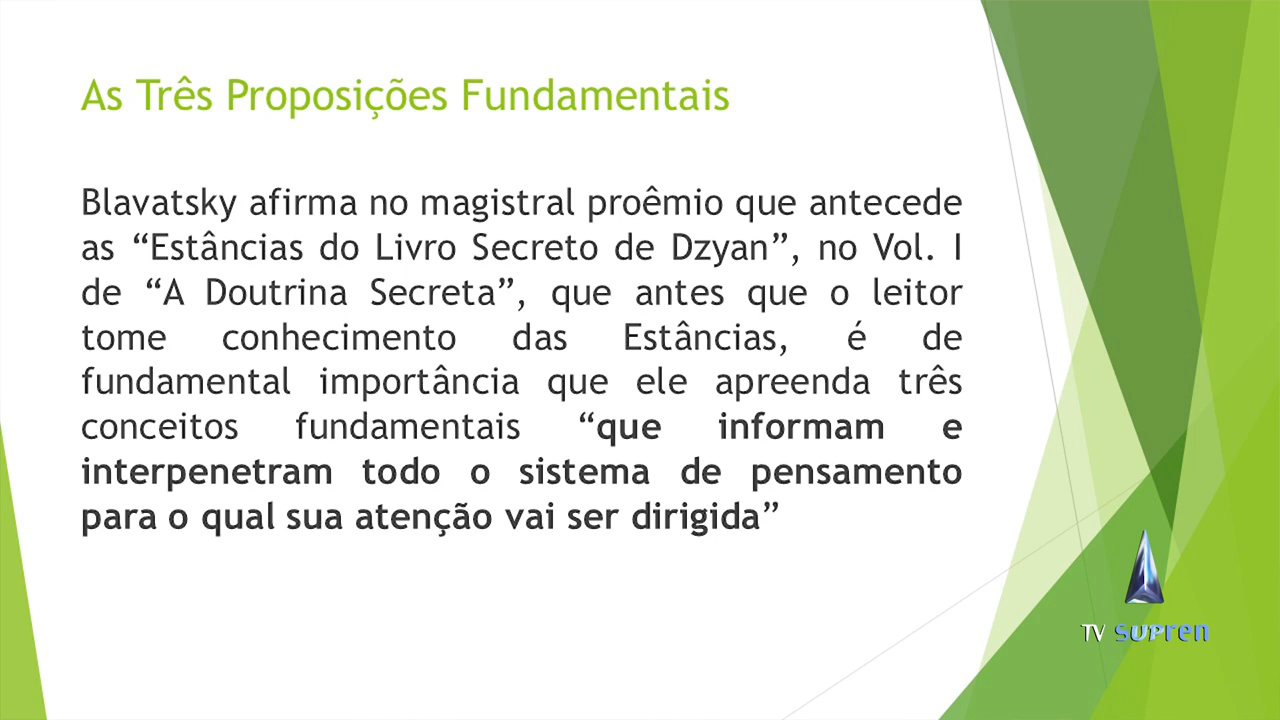 As Três Proposições Fundamentais
Blavatsky afirma no magistral proêmio que antecede
as “Estâncias do Livro Secreto de Dzyan”, no Vol. I
de “A Doutrina Secreta”, que antes que o leitor
tome conhecimento das Estâncias, é de
fundamental importância que ele apreenda três
conceitos fundamentais “que informam e
interpenetram todo o sistema de pensamento
para o qual sua atenção vai ser dirigida”
TV SUPREN